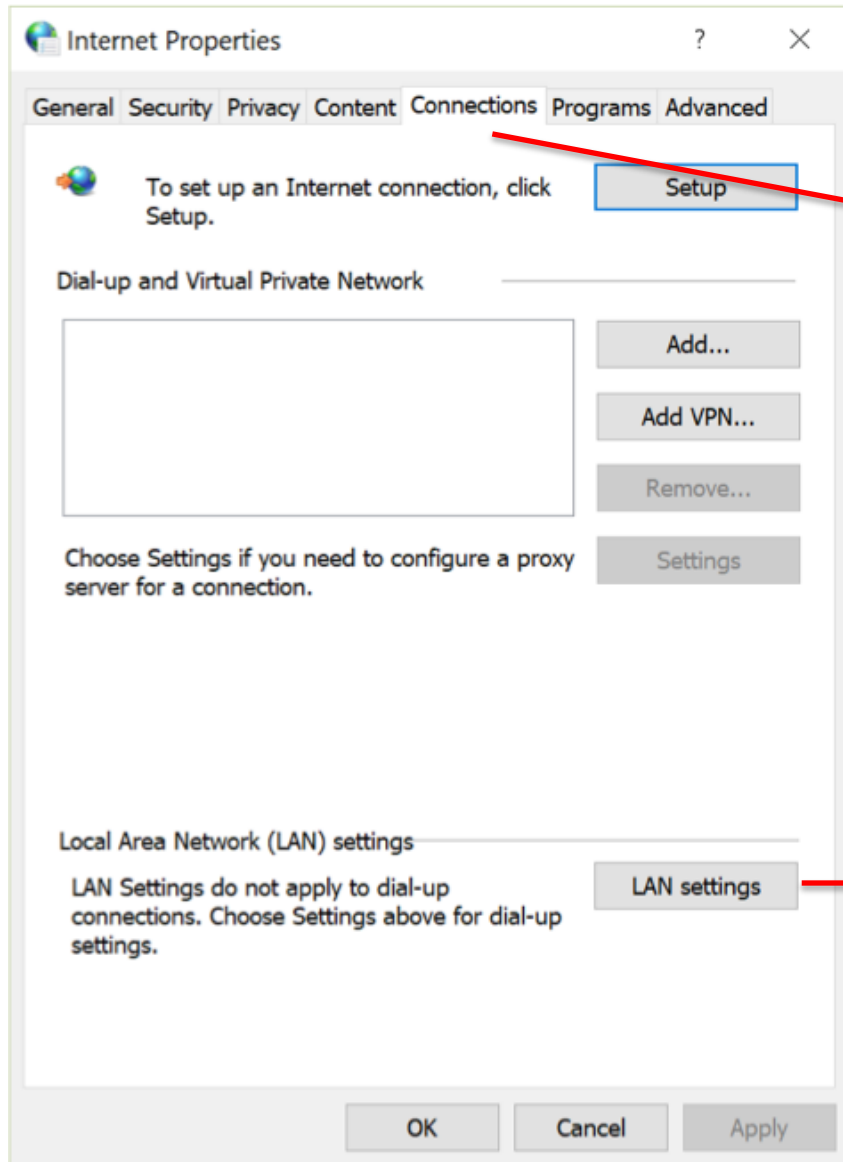 Internet Properties
?
General Security Privacy Content Connections Programs Advanced
To set up an Internet connection, click
Setup.
Setup
Dial-up and Virtual Private Network
Add...
Add VPN...
Remove...
Choose Settings if you need to configure a proxy
server for a connection.
Settings
Local Area Network (LAN) settings
LAN Settings do not apply to dial-up
connections. Choose Settings above for dial-up
settings.
LAN settings
OK Cancel Apply